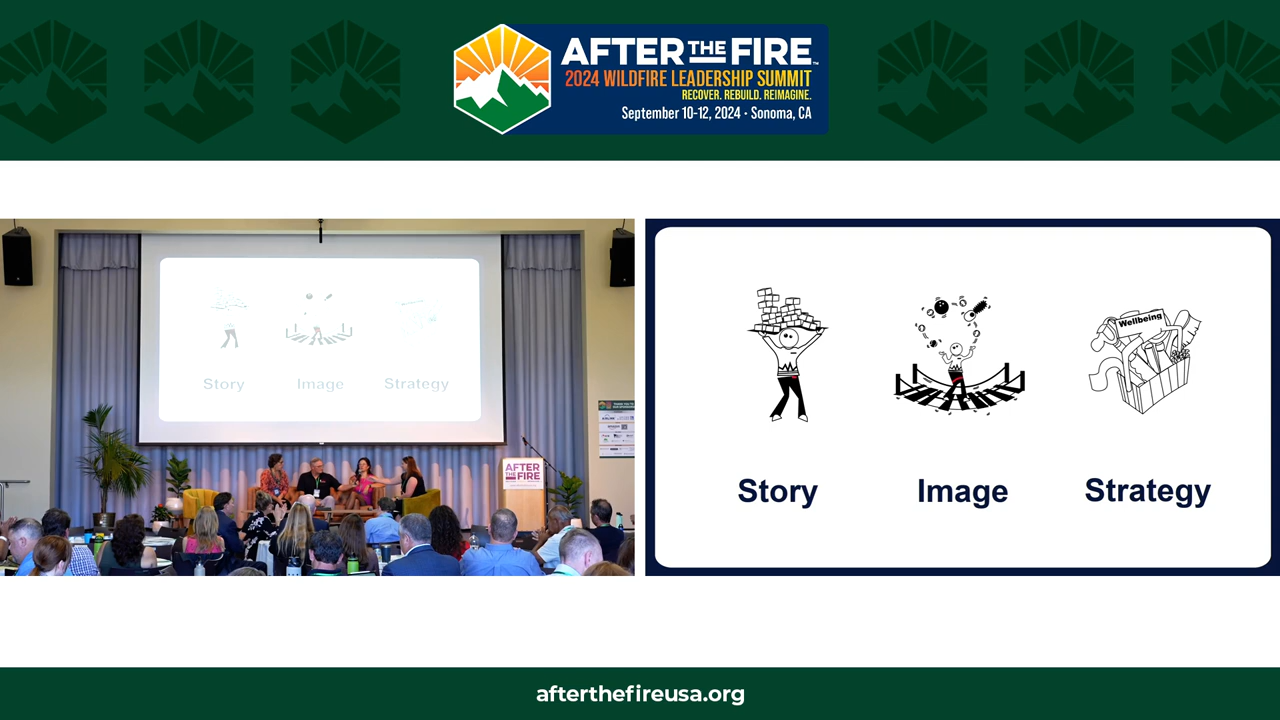 AFTER THE FIRE™
2024 WILDFIRE LEADERSHIP SUMMIT
RECOVER. REBUILD. REIMAGINE.
September 10-12, 2024 · Sonoma, CA
Story Image Strategy
AFTER
THE FIRE
Wellbeing
Story Image Strategy
afterthefireusa.org